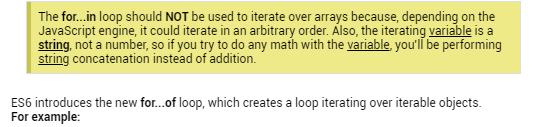 The for...in loop should NOT be used to iterate over arrays because, depending on the
JavaScript engine, it could iterate in an arbitrary order. Also, the iterating variable is a
string, not a number, so if you try to do any math with the variable, you'll be performing
string concatenation instead of addition.
ES6 introduces the new for...of loop, which creates a loop iterating over iterable objects.
For example: